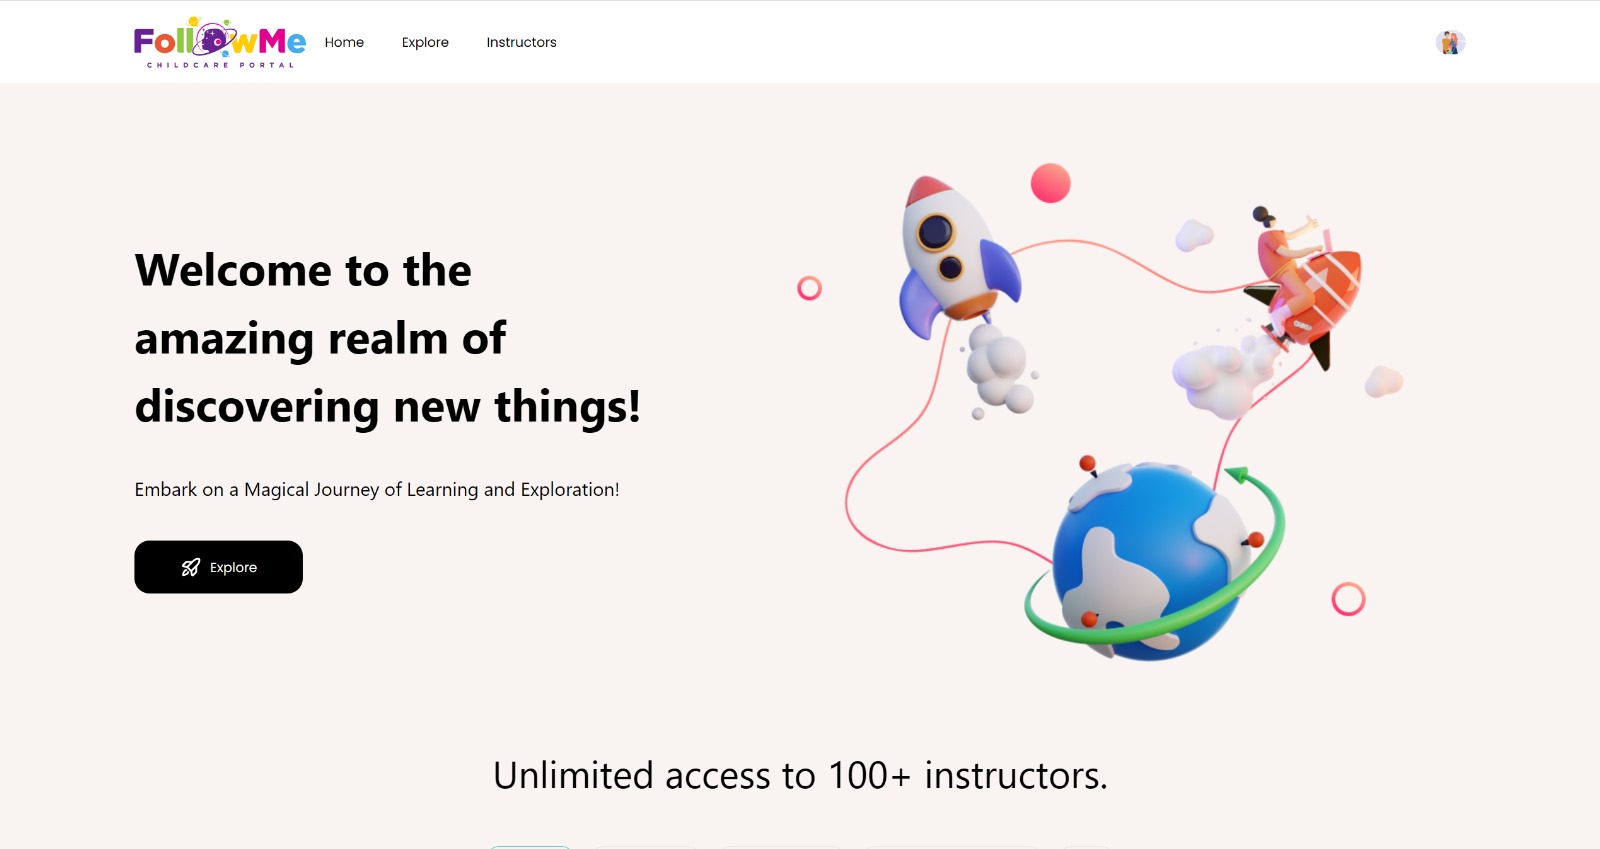 FollowMe
CHILDCARE PORTAL
Home
Explore
Instructors
Welcome to the
amazing realm of
discovering new things!
Embark on a Magical Journey of Learning and Exploration!
Explore
Unlimited access to 100+ instructors.